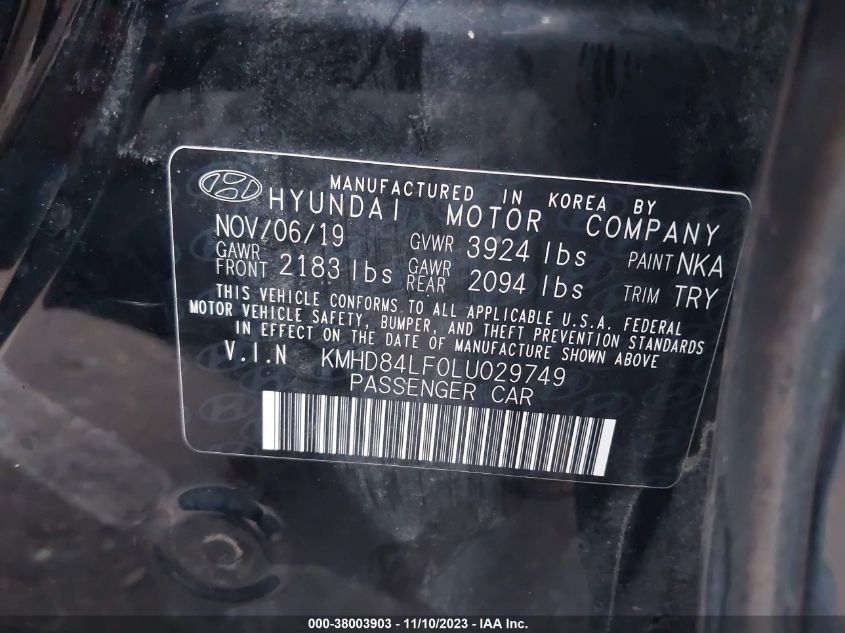 MANUFACTURED IN KOREA BY
HYUNDAI MOTOR COMPANY
NOV/06/19 GVWR 3924 lbs PAINT NKA
GAWR FRONT 2183 lbs GAWR REAR 2094 lbs TRIM TRY
THIS VEHICLE CONFORMS TO ALL APPLICABLE U.S.A. FEDERAL
MOTOR VEHICLE SAFETY, BUMPER, AND THEFT PREVENTION STANDARDS
IN EFFECT ON THE DATE OF MANUFACTURE SHOWN ABOVE
V.I.N KMHD84LF0LU029749
PASSENGER CAR
000-38003903 - 11/10/2023 - IAA Inc.